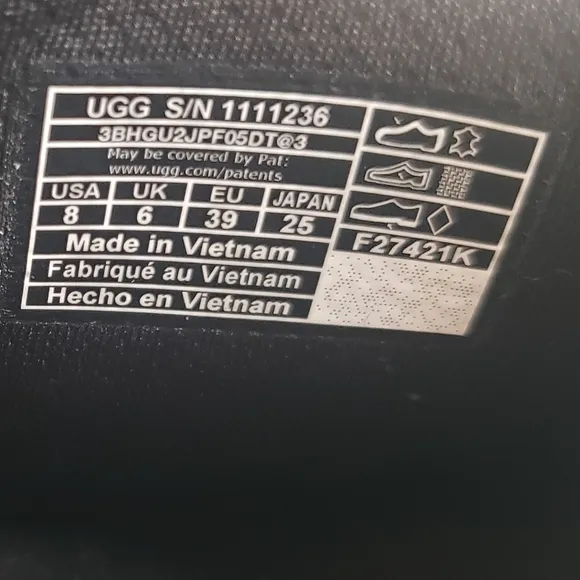 UGG S/N 1111236
3BHGU2JPF05DT@3
May be covered by Pat:
www.ugg.com/patents
USA UK EU JAPAN
8 6 39 25
Made in Vietnam
Fabriqué au Vietnam
Hecho en Vietnam
F27421K